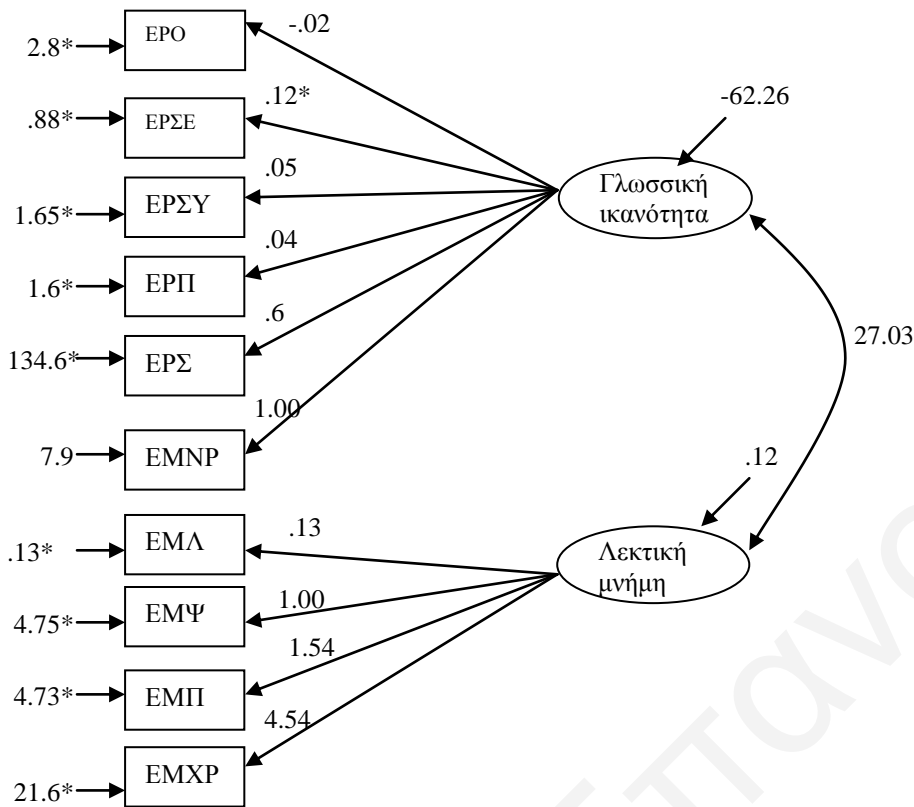 -.02
ΕΡΟ
2.8*
.12*
-62.26
ΕΡΣΕ
.88*
.05
Γλωσσική
ικανότητα
ΕΡΣΥ
1.65*
.04
ΕΡΠ
1.6*
.6
27.03
ΕΡΣ
134.6*
1.00
ΕΜΝΡ
7.9
.12
.13
ΕΜΛ
.13*
Λεκτική
μνήμη
1.00
ΕΜΨ
4.75*
1.54
ΕΜΠ
4.73*
4.54
ΕΜΧΡ
21.6*